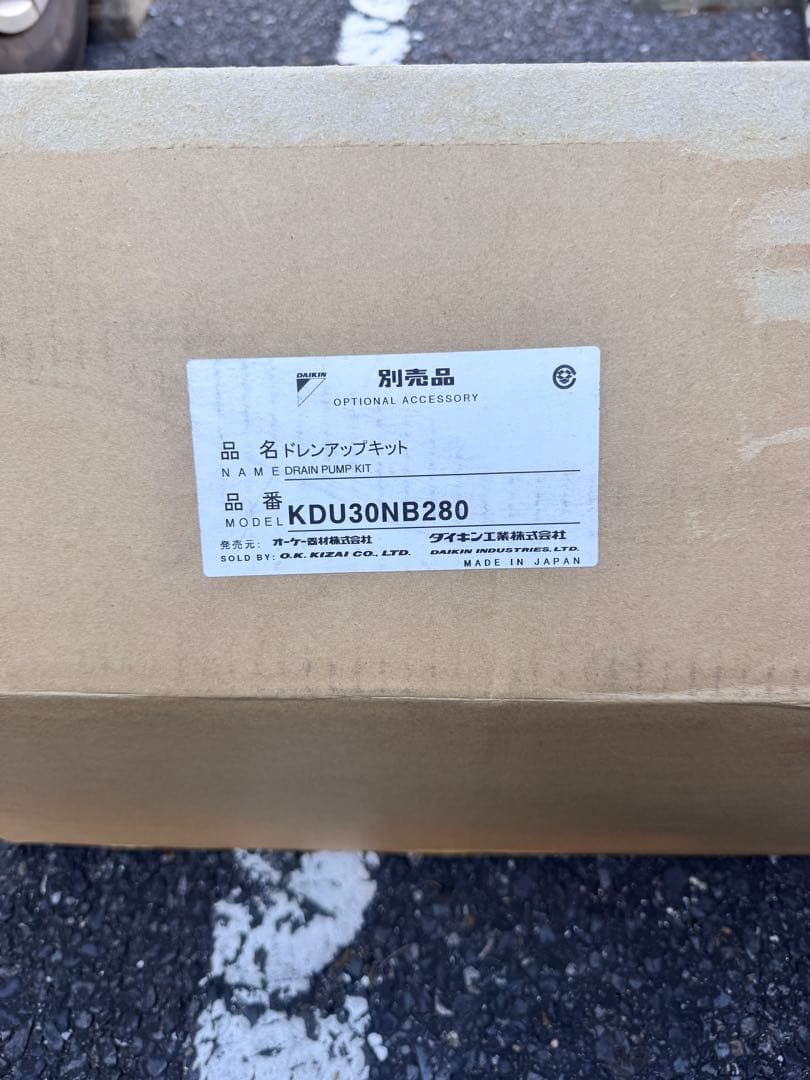 DAIKIN
別売品
OPTIONAL ACCESSORY
品 名 ドレンアップキット
NAME DRAIN PUMP KIT
品 番
MODEL KDU30NB280
発売元: オーケー器材株式会社 ダイキン工業株式会社
SOLD BY: O.K. KIZAI CO., LTD. DAIKIN INDUSTRIES, LTD.
MADE IN JAPAN